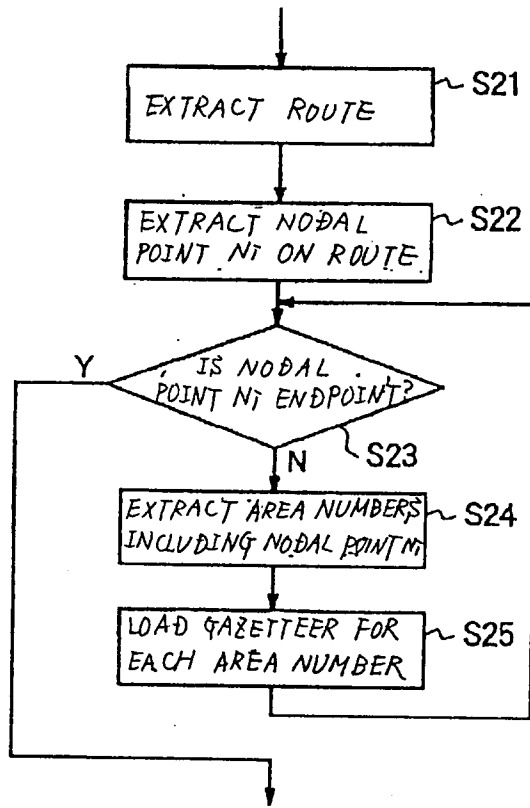 EXTRACT ROUTE
S21
EXTRACT NODAL
POINT Ni ON ROUTE
S22
Y
IS NODAL
POINT Ni ENDPOINT?
S23
N
EXTRACT AREA NUMBERS
INCLUDING NODAL POINT Ni
S24
LOAD GAZETTEER FOR
EACH AREA NUMBER
S25